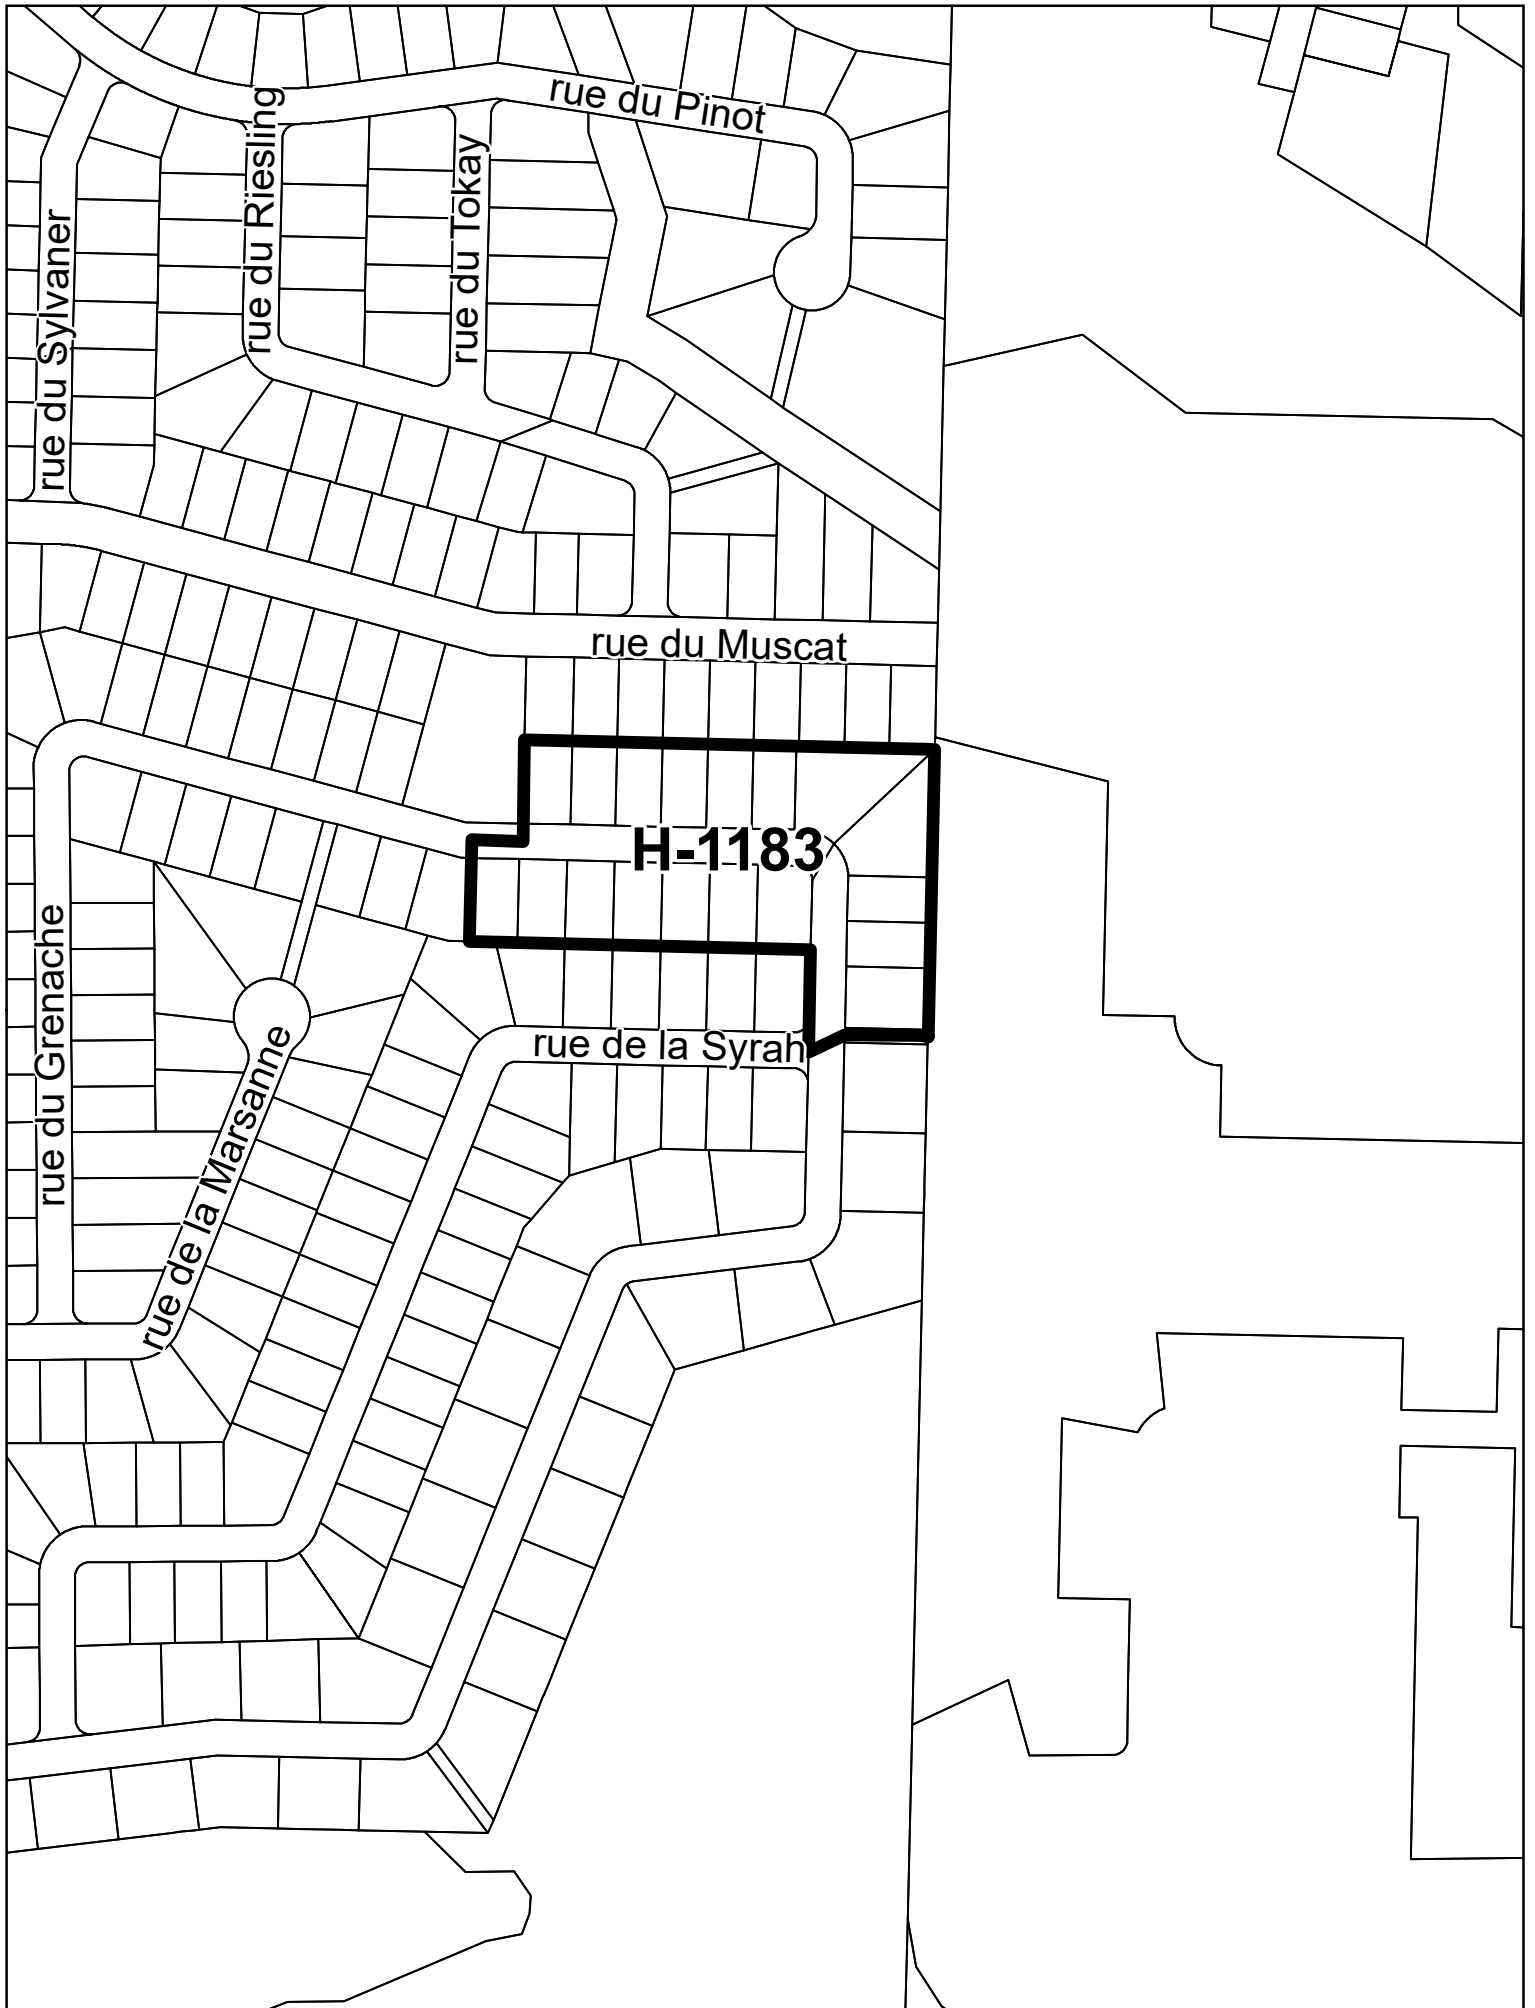 rue du Pinot
rue du Riesling
rue du Tokay
rue du Sylvaner
rue du Muscat
H-1183
rue du Grenache
rue de la Syrah
rue de la Marsanne